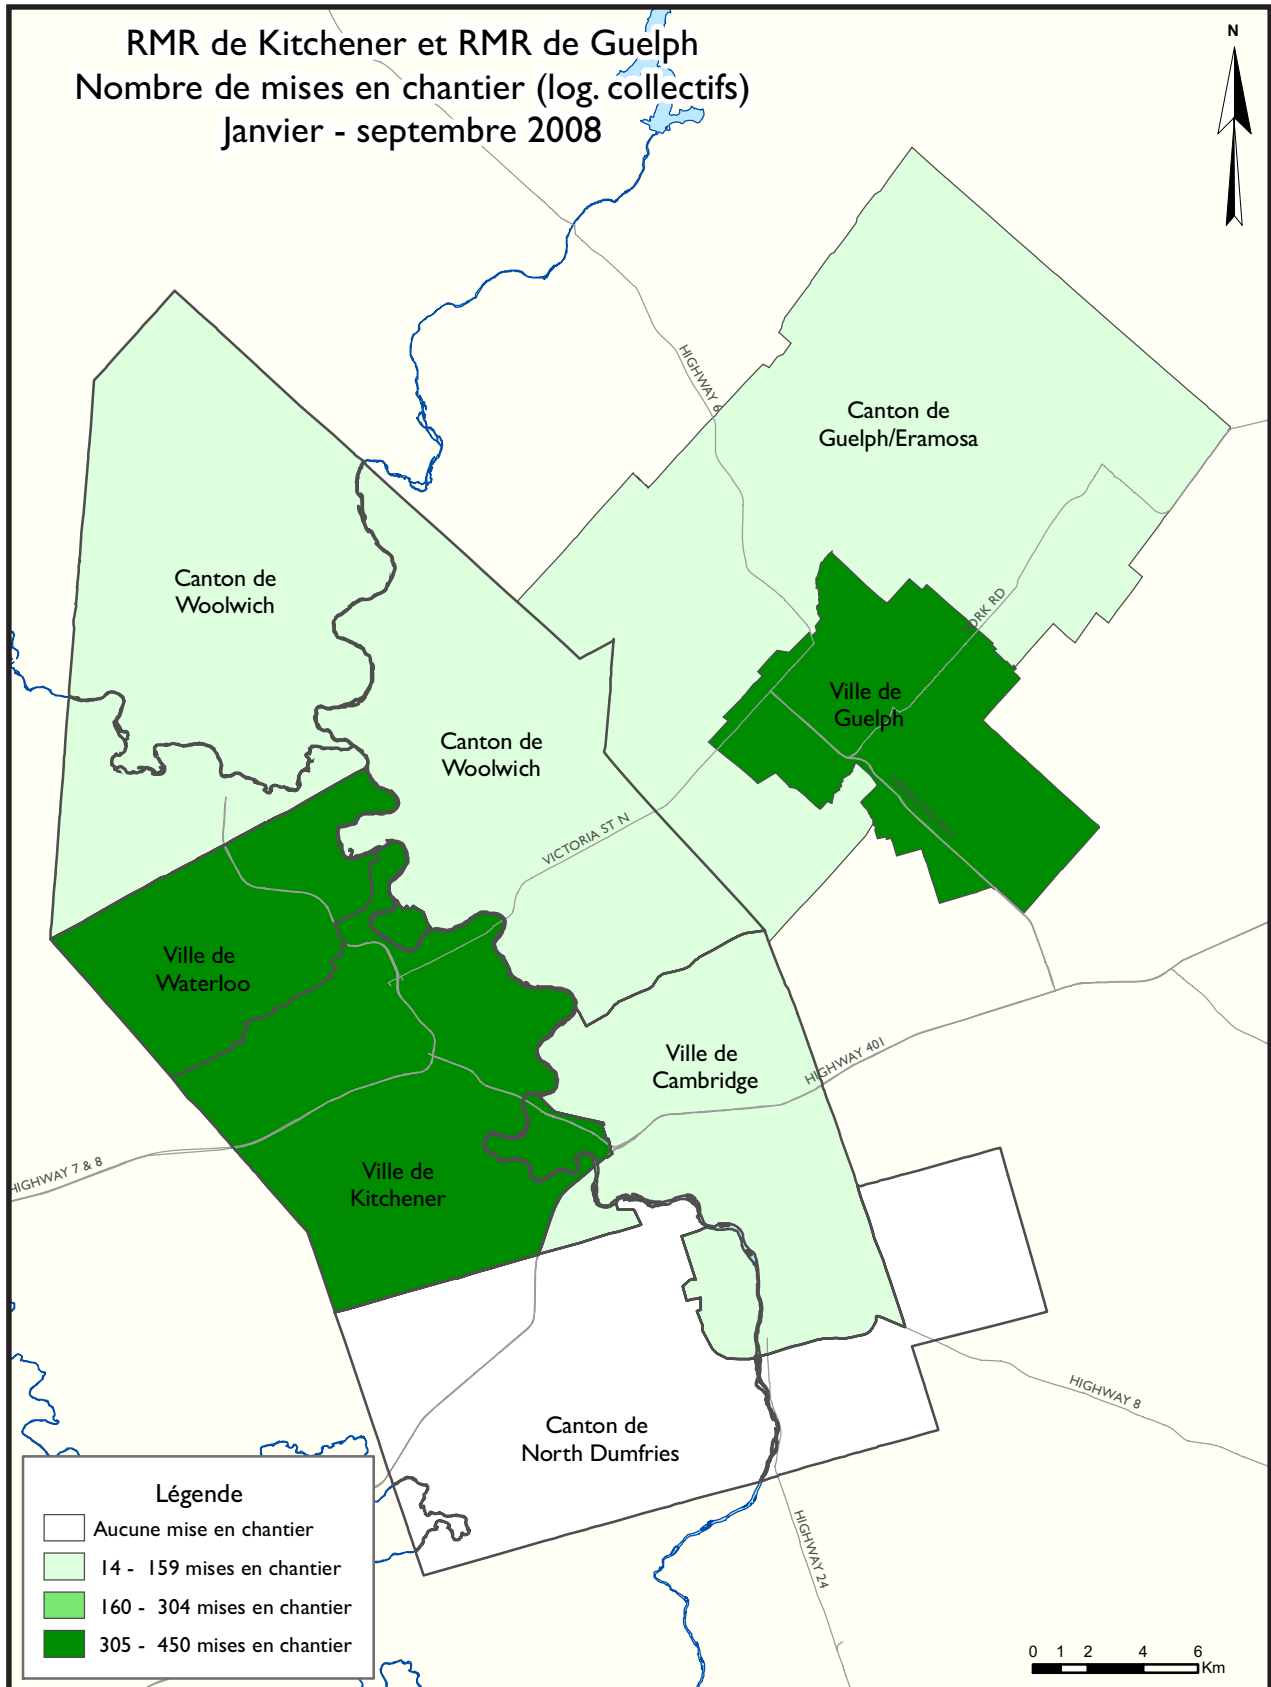 RMR de Kitchener et RMR de Guelph
Nombre de mises en chantier (log. collectifs)
Janvier - septembre 2008
N
HIGHWAY 6
Canton de
Guelph/Eramosa
Canton de
Woolwich
ORK RD
Ville de
Guelph
Canton de
Woolwich
VICTORIA ST N
Ville de
Waterloo
Ville de
Cambridge
HIGHWAY 401
HIGHWAY 7 & 8
Ville de
Kitchener
HIGHWAY 8
Canton de
North Dumfries
HIGHWAY 24
Légende
Aucune mise en chantier
14 - 159 mises en chantier
160 - 304 mises en chantier
305 - 450 mises en chantier
0 1 2 4 6
Km